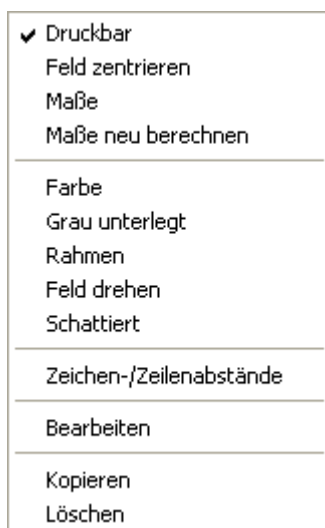 Druckbar
Feld zentrieren
Maße
Maße neu berechnen
Farbe
Grau unterlegt
Rahmen
Feld drehen
Schattiert
Zeichen-/Zeilenabstände
Bearbeiten
Kopieren
Löschen